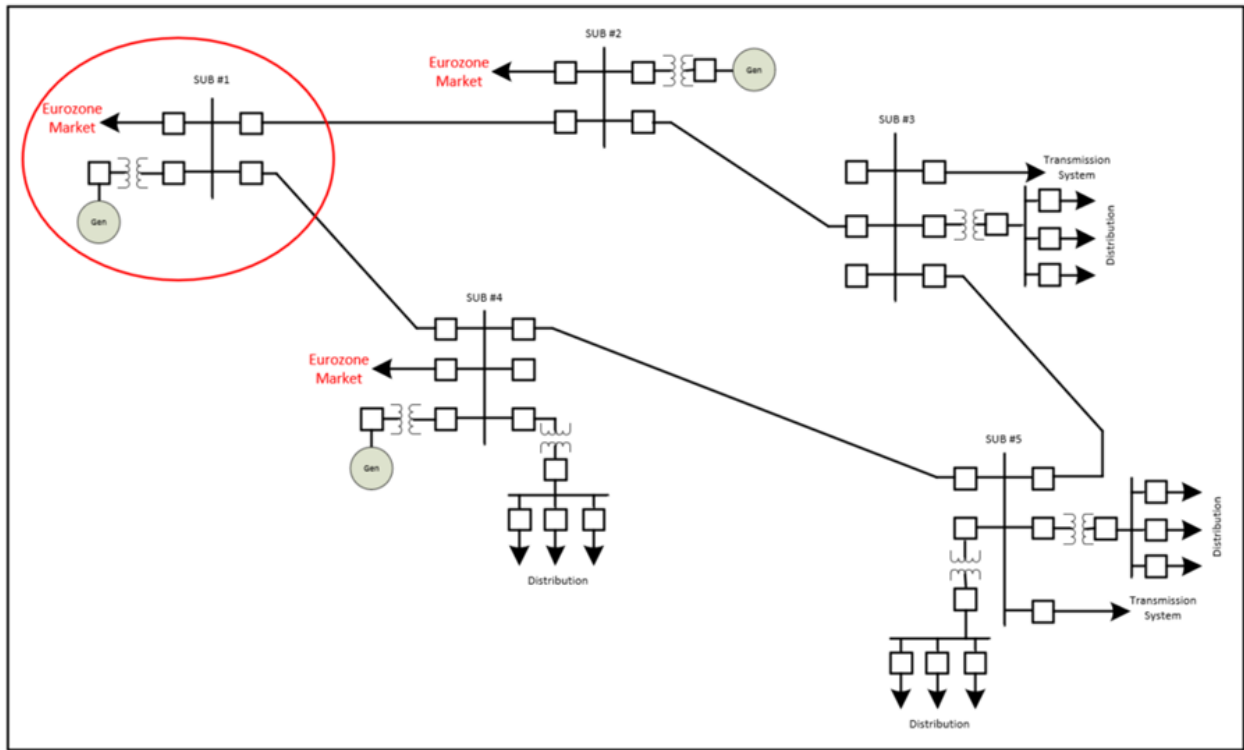 SUB #1
Eurozone
Market
Gen
SUB #2
Eurozone
Market
Gen
SUB #3
Transmission
System
Distribution
SUB #4
Eurozone
Market
Gen
Distribution
SUB #5
Distribution
Transmission
System
Distribution